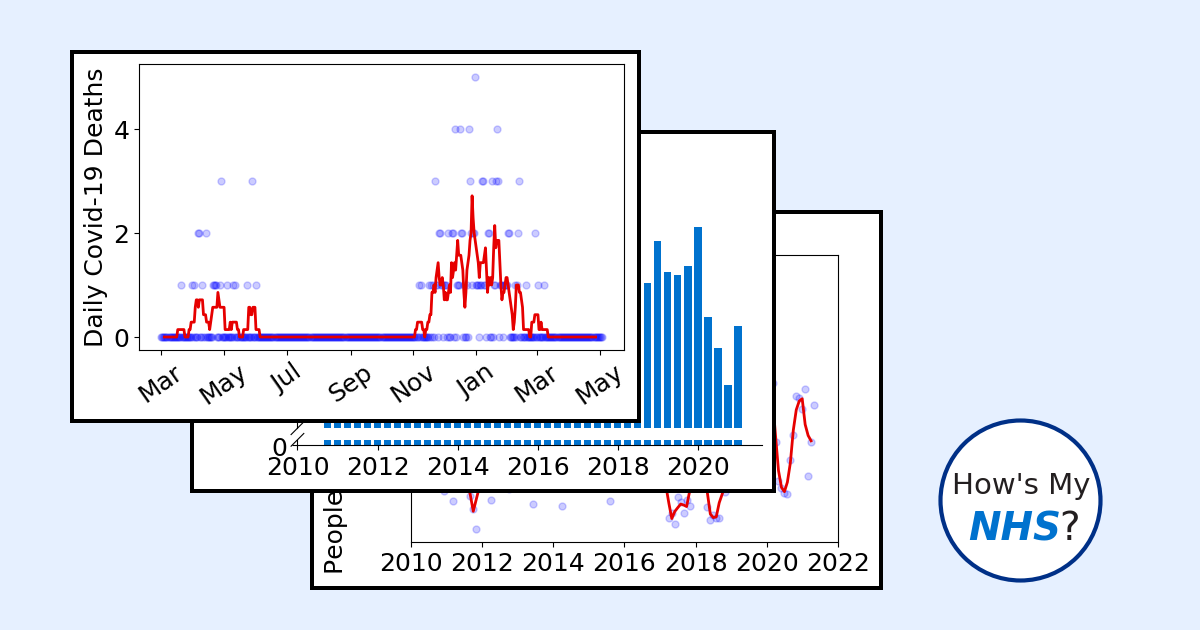 Daily Covid-19 Deaths
4
2
0
Mar May Jul Sep Nov Jan Mar May
0
2010 2012 2014 2016 2018 2020
People
2010 2012 2014 2016 2018 2020 2022
How's My
NHS?